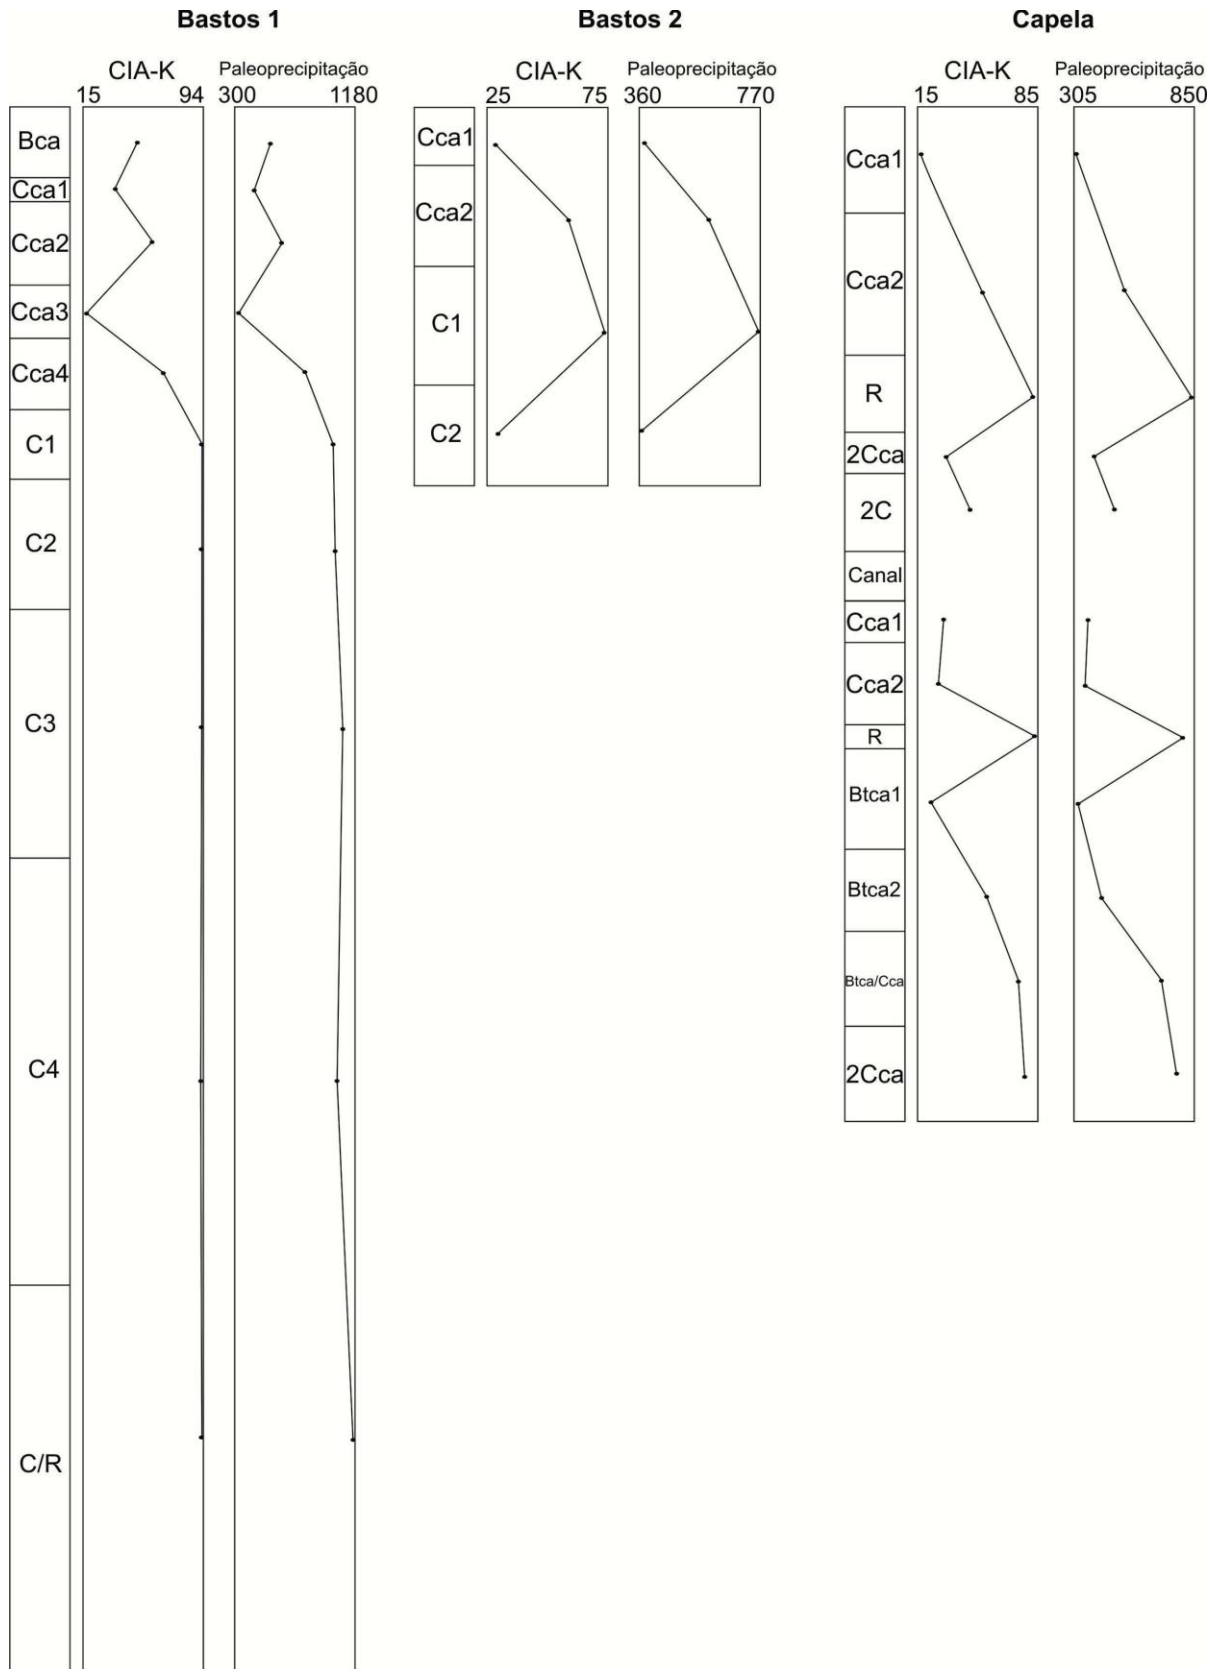 Bastos 1
CIA-K Paleoprecipitação
15 94 300 1180
Bca
Cca1
Cca2
Cca3
Cca4
C1
C2
C3
C4
C/R
Bastos 2
CIA-K Paleoprecipitação
25 75 360 770
Cca1
Cca2
C1
C2
Capela
CIA-K Paleoprecipitação
15 85 305 850
Cca1
Cca2
R
2Cca
2C
Canal
Cca1
Cca2
R
Btca1
Btca2
Btca/Cca
2Cca